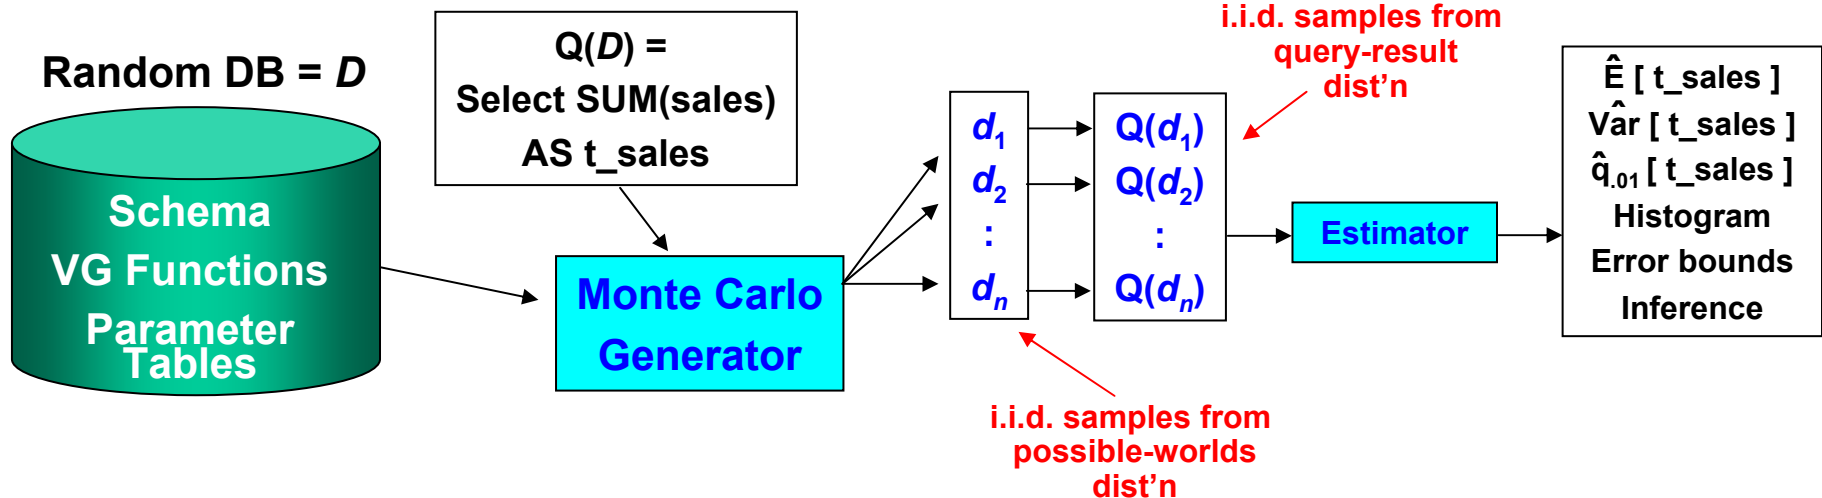 Random DB = D
Schema
VG Functions
Parameter
Tables
Q(D) =
Select SUM(sales)
AS t_sales
Monte Carlo
Generator
d1
d2
:
dn
i.i.d. samples from
possible-worlds
dist'n
Q(d1)
Q(d2)
:
Q(dn)
i.i.d. samples from
query-result
dist'n
Estimator
Ê [ t_sales ]
Vâr [ t_sales ]
q̂.01 [ t_sales ]
Histogram
Error bounds
Inference